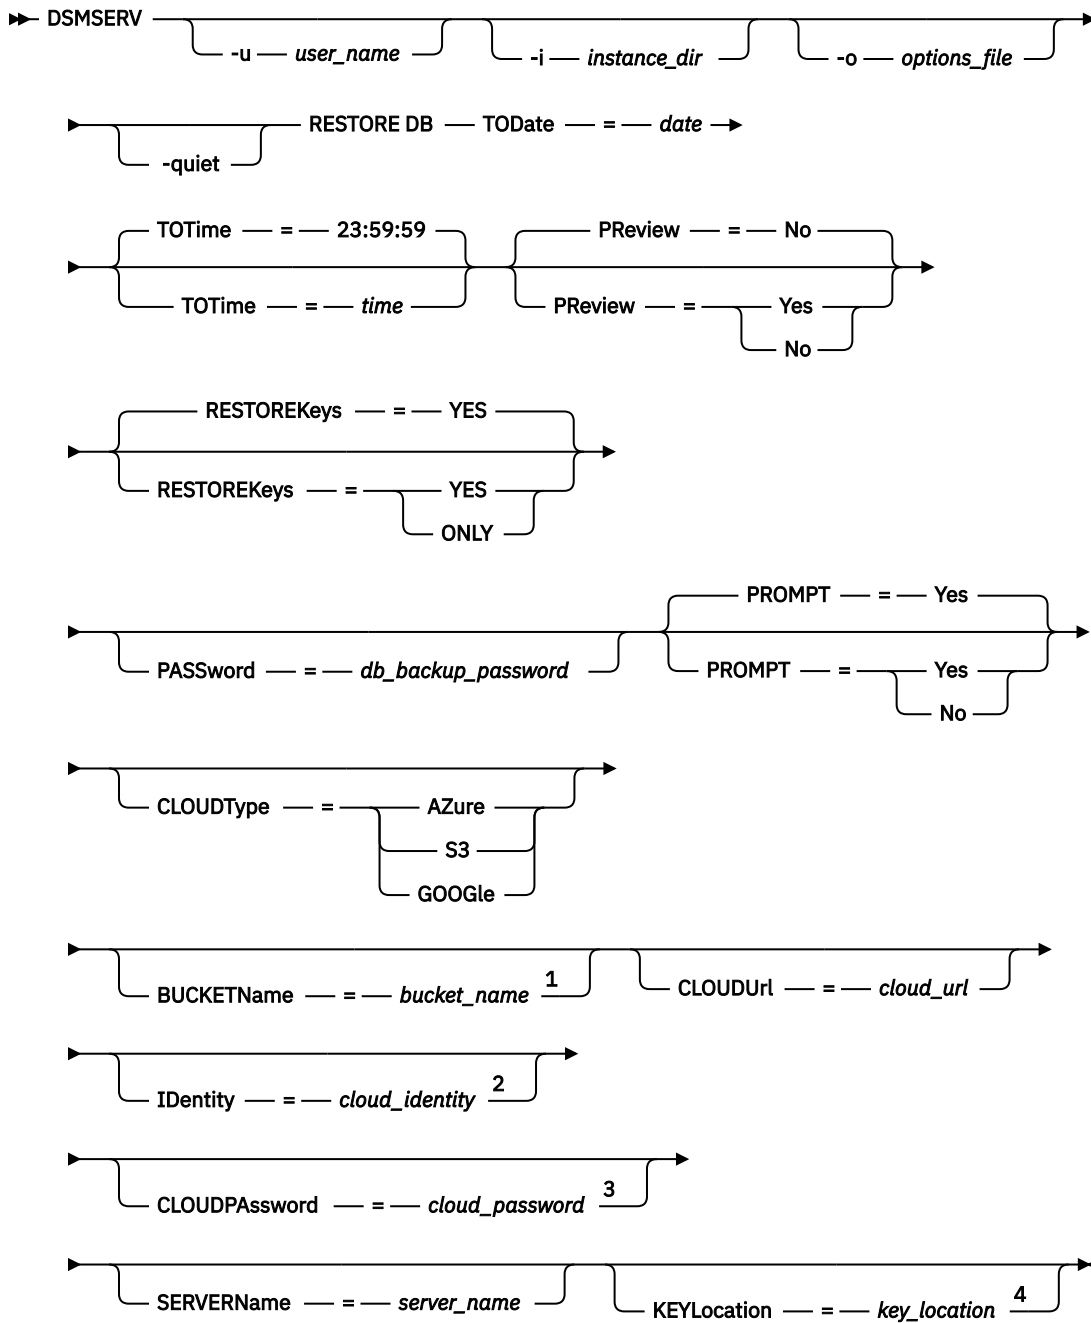 DSMSERV
-u user_name -i instance_dir -o options_file
RESTORE DB TODate = date
-quiet
TOTime = 23:59:59 PReview = No
TOTime = time PReview = Yes
No
RESTOREKeys = YES
RESTOREKeys = YES
ONLY
PROMPT = Yes
PASSword = db_backup_password PROMPT = Yes
No
CLOUDType = AZure
S3
GOOGle
BUCKETName = bucket_name 1 CLOUDUrl = cloud_url
IDentity = cloud_identity 2
CLOUDPAssword = cloud_password 3
SERVERName = server_name KEYLocation = key_location 4